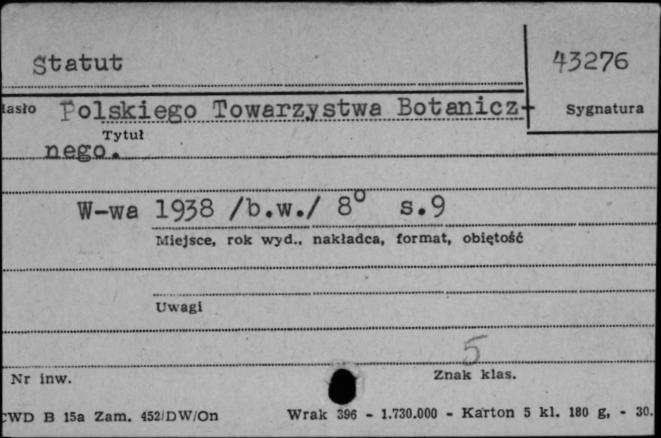 Statut
43276
Hasło Polskiego Towarzystwa Botanicz-
Sygnatura
Tytuł
nego.
W-wa 1938 /b.w./ 8° s.9
Miejsce, rok wyd., nakładca, format, objętość
Uwagi
5
Nr inw.
Znak klas.
CWD B 15a Zam. 452/DW/On Wrak 396 - 1.730.000 - Karton 5 kl. 180 g, - 30.